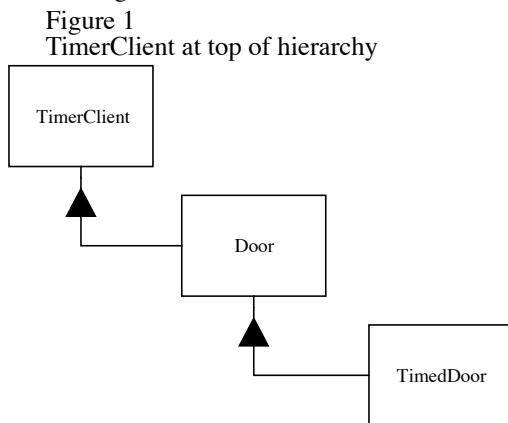 Figure 1
TimerClient at top of hierarchy
TimerClient
Door
TimedDoor